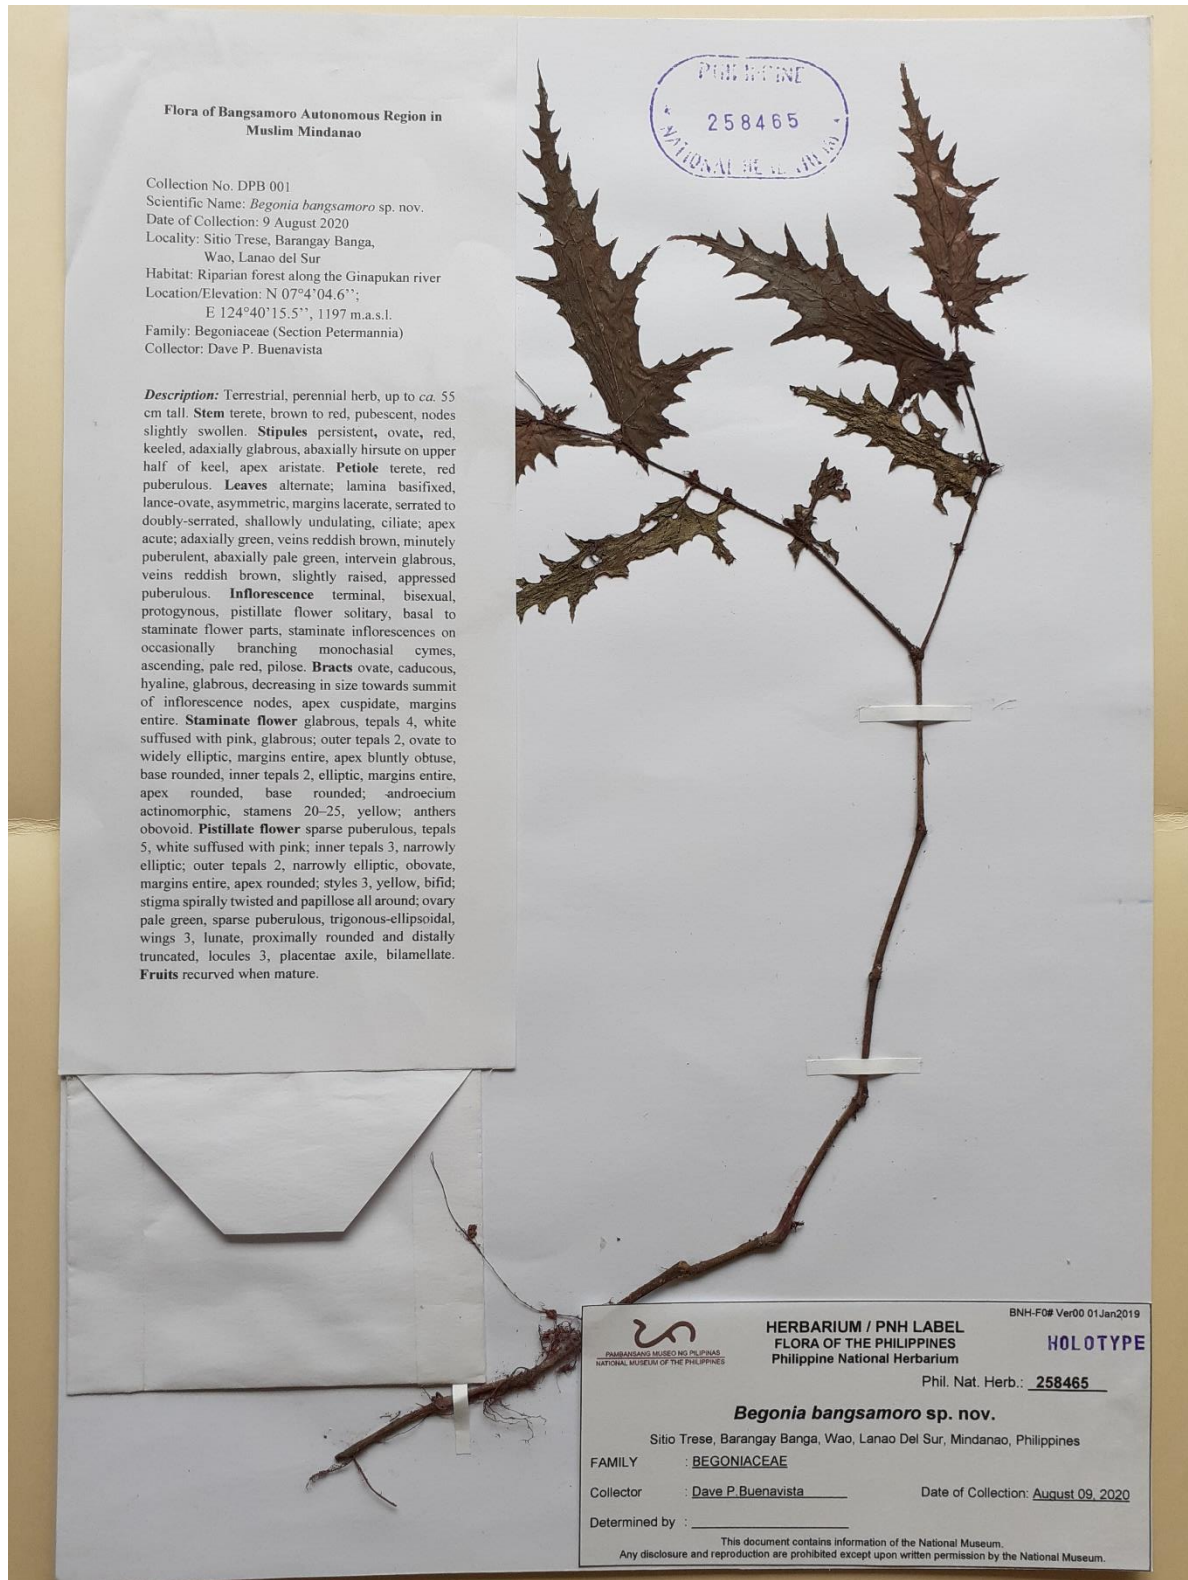 Flora of Bangsamoro Autonomous Region in
Muslim Mindanao
Collection No. DPB 001
Scientific Name: Begonia bangsamoro sp. nov.
Date of Collection: 9 August 2020
Locality: Sitio Trese, Barangay Banga,
Wao, Lanao del Sur
Habitat: Riparian forest along the Ginapukan river
Location/Elevation: N 07°4’04.6’’;
E 124°40’15.5’’, 1197 m.a.s.l.
Family: Begoniaceae (Section Petermannia)
Collector: Dave P. Buenavista
Description: Terrestrial, perennial herb, up to ca. 55
cm tall. Stem terete, brown to red, pubescent, nodes
slightly swollen. Stipules persistent, ovate, red,
keeled, adaxially glabrous, abaxially hirsute on upper
half of keel, apex aristate. Petiole terete, red
puberulous. Leaves alternate; lamina basifixed,
lance-ovate, asymmetric, margins lacerate, serrated to
doubly-serrated, shallowly undulating, ciliate; apex
acute; adaxially green, veins reddish brown, minutely
puberulent, abaxially pale green, intervein glabrous,
veins reddish brown, slightly raised, appressed
puberulous. Inflorescence terminal, bisexual,
protogynous, pistillate flower solitary, basal to
staminate flower parts, staminate inflorescences on
occasionally branching monochasial cymes,
ascending, pale red, pilose. Bracts ovate, caducous,
hyaline, glabrous, decreasing in size towards summit
of inflorescence nodes, apex cuspidate, margins
entire. Staminate flower glabrous, tepals 4, white
suffused with pink, glabrous; outer tepals 2, ovate to
widely elliptic, margins entire, apex bluntly obtuse,
base rounded, inner tepals 2, elliptic, margins entire,
apex rounded, base rounded; androecium
actinomorphic, stamens 20–25, yellow; anthers
obovoid. Pistillate flower sparse puberulous, tepals
5, white suffused with pink; inner tepals 3, narrowly
elliptic; outer tepals 2, narrowly elliptic, obovate,
margins entire, apex rounded; styles 3, yellow, bifid;
stigma spirally twisted and papillose all around; ovary
pale green, sparse puberulous, trigonous-ellipsoidal,
wings 3, lunate, proximally rounded and distally
truncated, locules 3, placentae axile, bilamellate.
Fruits recurved when mature.
PHILIPPINE
258465
NATIONAL HERBARIUM
BNH-F0# Ver00 01Jan2019
PAMBANSANG MUSEO NG PILIPINAS
NATIONAL MUSEUM OF THE PHILIPPINES
HERBARIUM / PNH LABEL
FLORA OF THE PHILIPPINES
Philippine National Herbarium
HOLOTYPE
Phil. Nat. Herb.: 258465
Begonia bangsamoro sp. nov.
Sitio Trese, Barangay Banga, Wao, Lanao Del Sur, Mindanao, Philippines
FAMILY : BEGONIACEAE
Collector : Dave P.Buenavista Date of Collection: August 09, 2020
Determined by :
This document contains information of the National Museum.
Any disclosure and reproduction are prohibited except upon written permission by the National Museum.